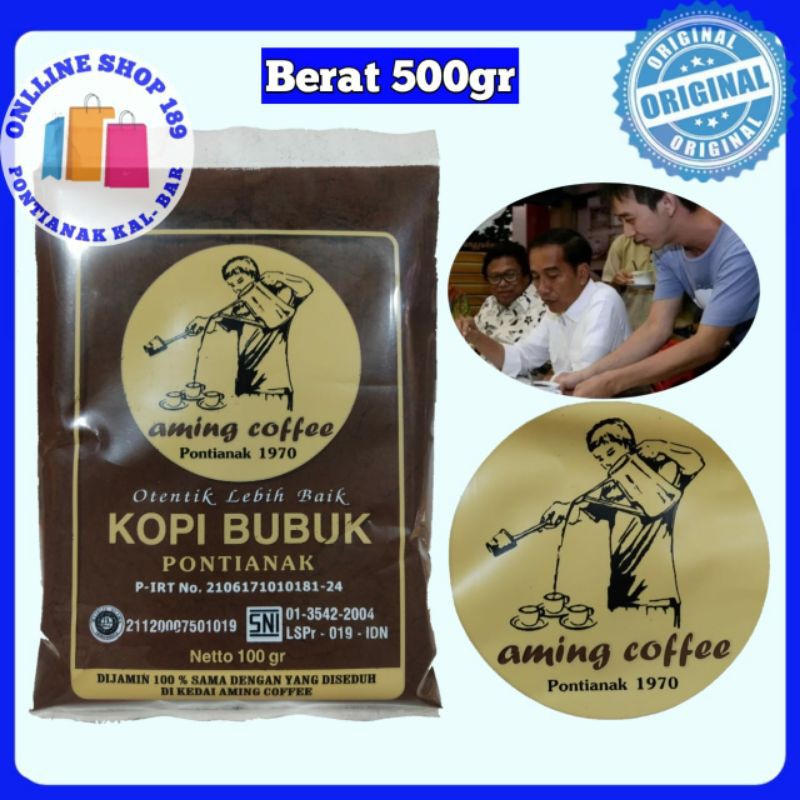 ONLLINE SHOP 189
PONTIANAK KAL- BAR
Berat 500gr
ORIGINAL
ORIGINAL
ORIGINAL
aming coffee
Pontianak 1970
Otentik Lebih Baik
KOPI BUBUK
PONTIANAK
P-IRT No. 2106171010181-24
21120007501019
SNI
01-3542-2004
LSPr - 019 - IDN
Netto 100 gr
DIJAMIN 100 % SAMA DENGAN YANG DISEDUH
DI KEDAI AMING COFFEE
aming coffee
Pontianak 1970